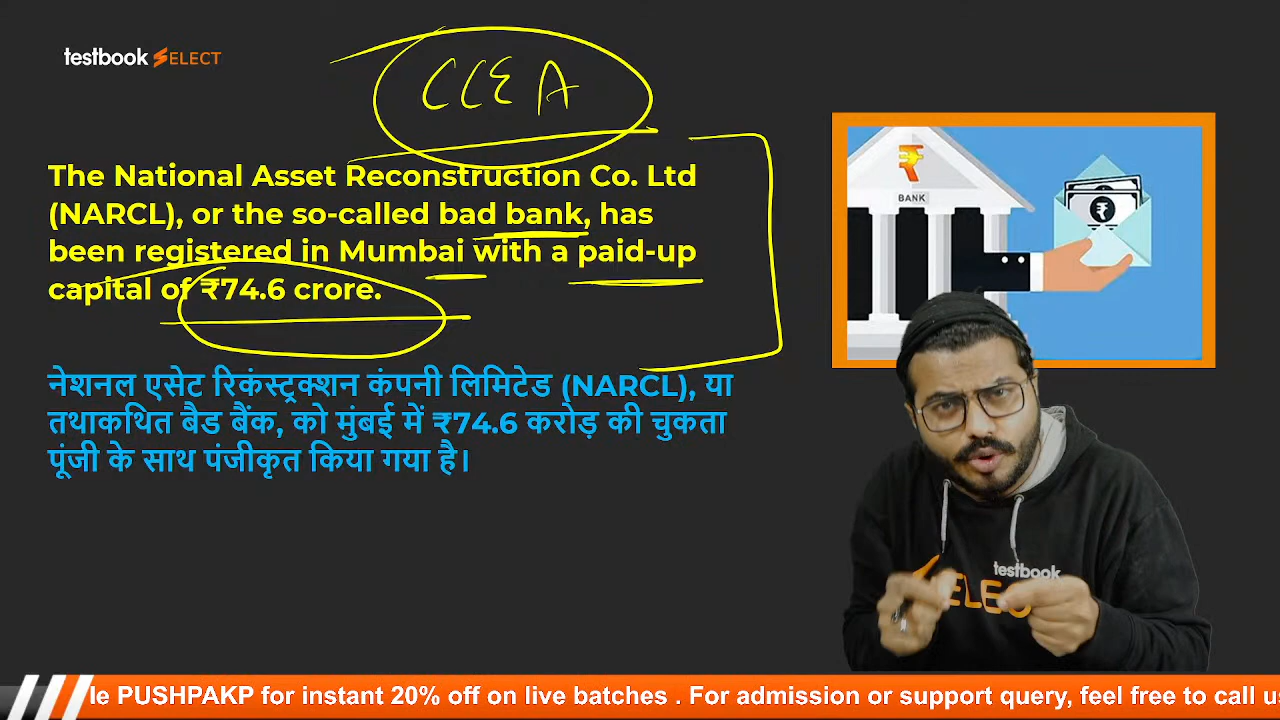 testbook SELECT
CCEA
The National Asset Reconstruction Co. Ltd
(NARCL), or the so-called bad bank, has
been registered in Mumbai with a paid-up
capital of ₹74.6 crore.
BANK
नेशनल एसेट रिकंस्ट्रक्शन कंपनी लिमिटेड (NARCL), या
तथाकथित बैड बैंक, को मुंबई में ₹74.6 करोड़ की चुकता
पूंजी के साथ पंजीकृत किया गया है।
testbook
SELEC
le PUSHPAKP for instant 20% off on live batches . For admission or support query, feel free to call us